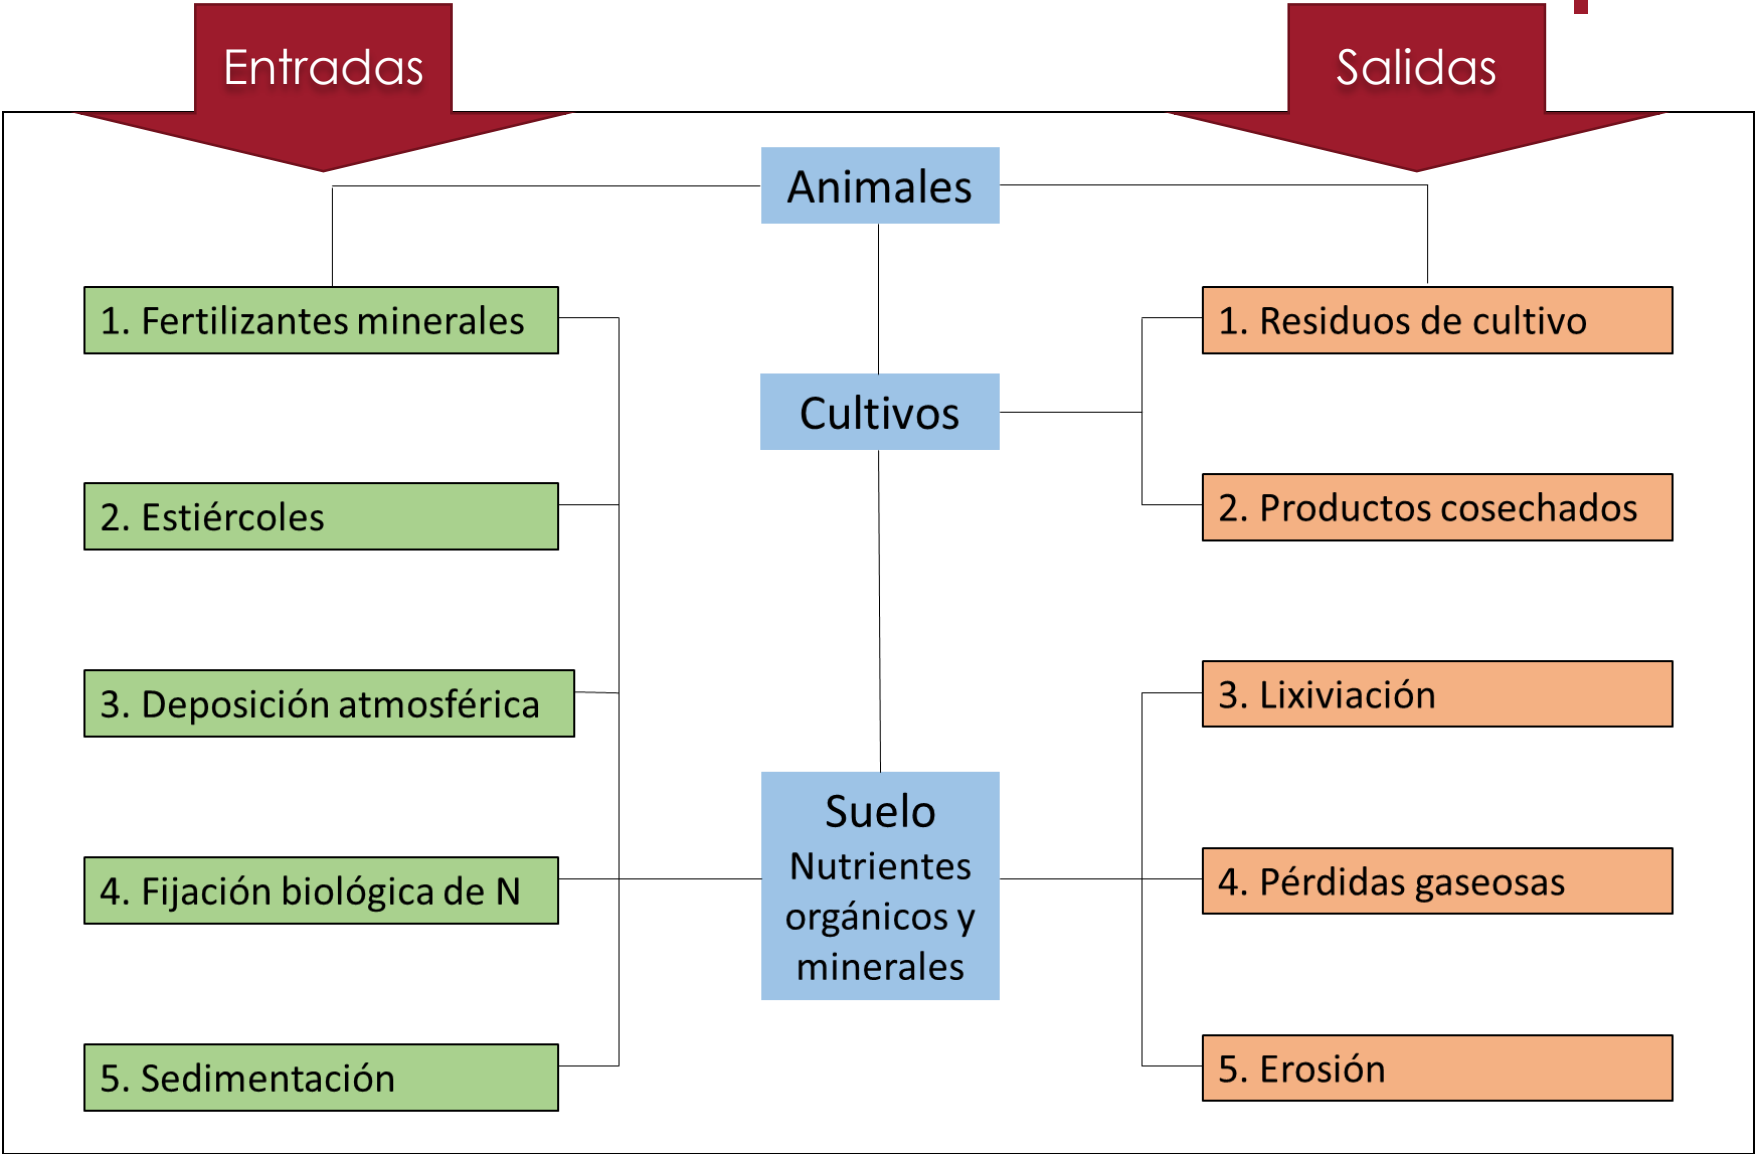 Entradas
Salidas
Animales
1. Fertilizantes minerales
1. Residuos de cultivo
Cultivos
2. Estiércoles
2. Productos cosechados
3. Deposición atmosférica
3. Lixiviación
Suelo
Nutrientes
orgánicos y
minerales
4. Fijación biológica de N
4. Pérdidas gaseosas
5. Sedimentación
5. Erosión